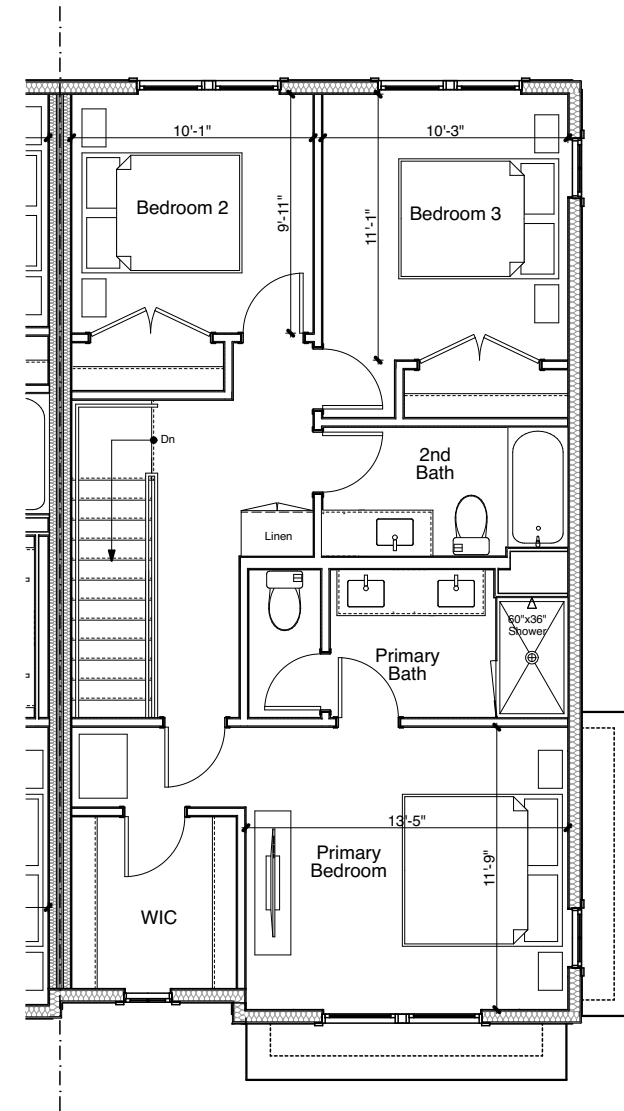 10'-1"
10'-3"
Bedroom 2
9'-11"
11'-1"
Bedroom 3
Dn
2nd
Bath
Linen
60"x36"
Shower
Primary
Bath
13'-5"
Primary
Bedroom
11'-9"
WIC